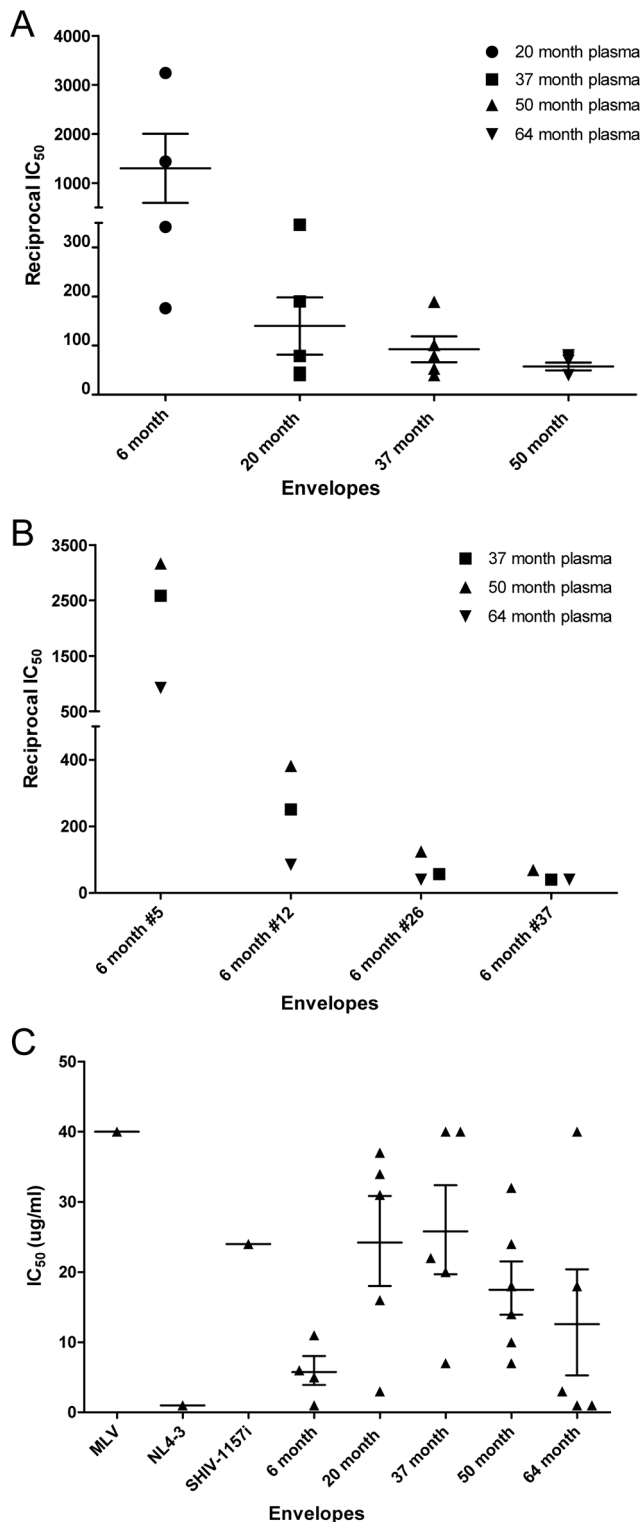 A
Reciprocal IC50
4000
3000
2000
1000
300
200
100
0
20 month plasma
37 month plasma
50 month plasma
64 month plasma
6 month
20 month
37 month
50 month
Envelopes
B
Reciprocal IC50
3500
2500
1500
500
400
200
0
37 month plasma
50 month plasma
64 month plasma
6 month #5
6 month #12
6 month #26
6 month #37
Envelopes
C
IC50 (ug/ml)
50
40
30
20
10
0
MLV
NL4-3
SHIV-1157i
6 month
20 month
37 month
50 month
64 month
Envelopes